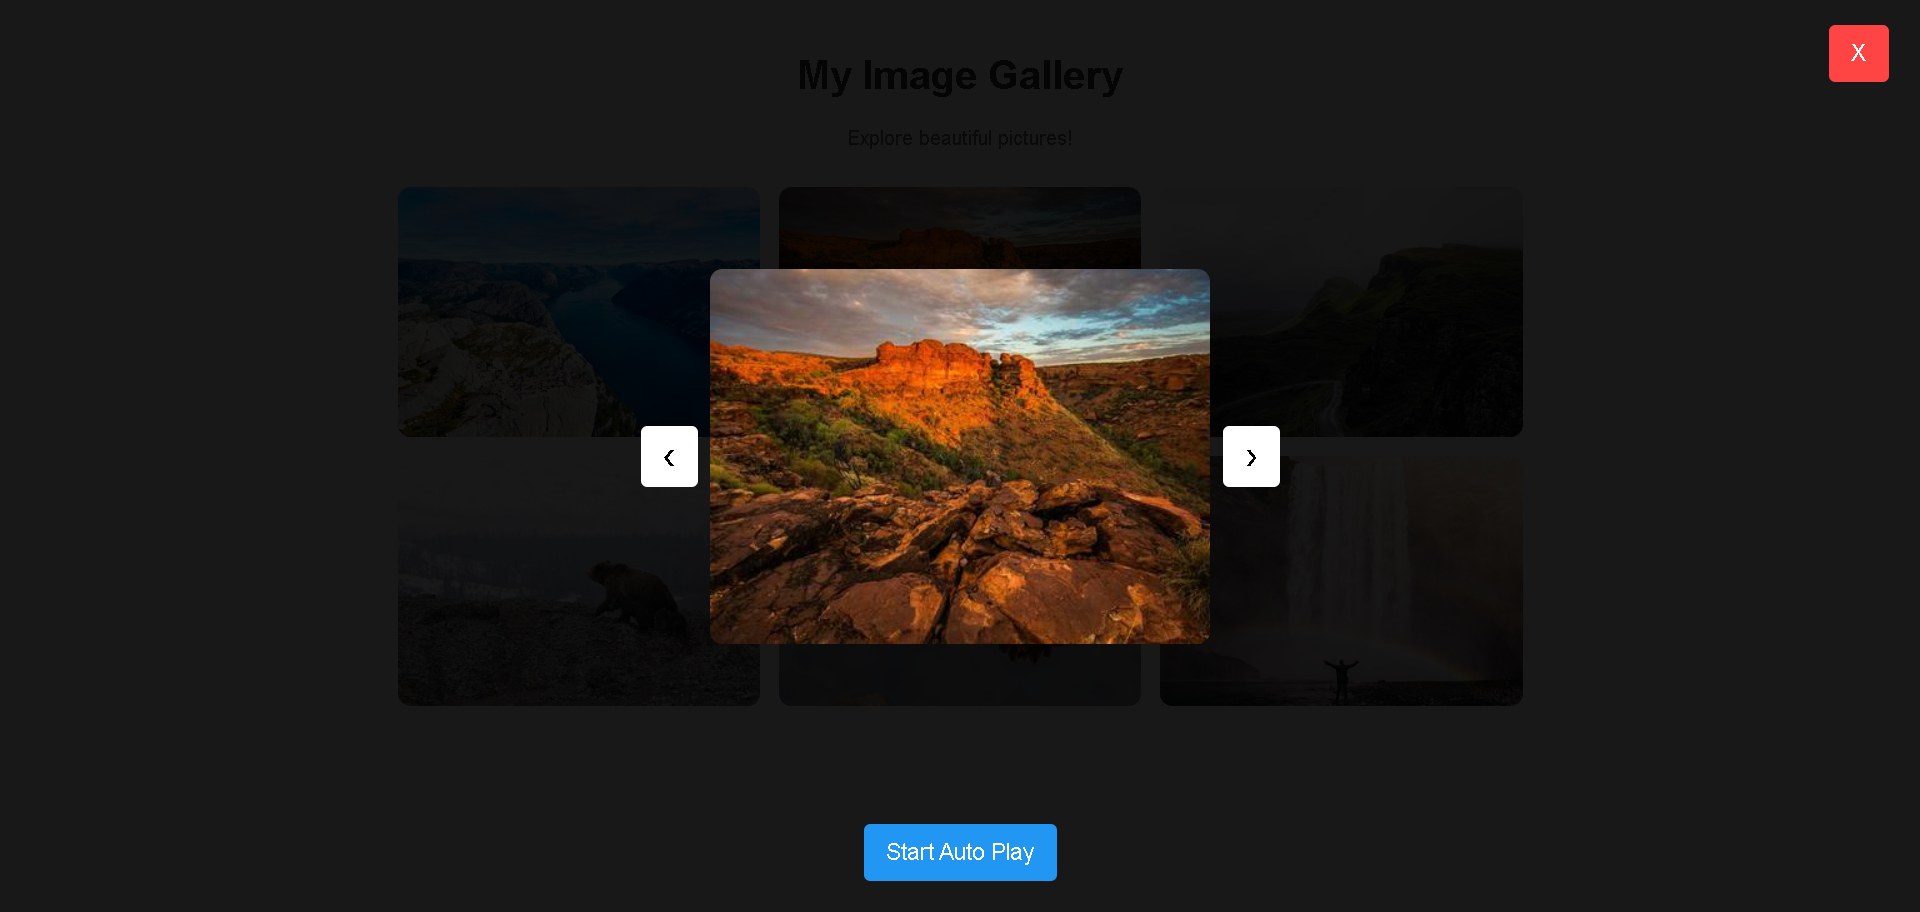 My Image Gallery
X
Explore beautiful pictures!
‹
›
Start Auto Play